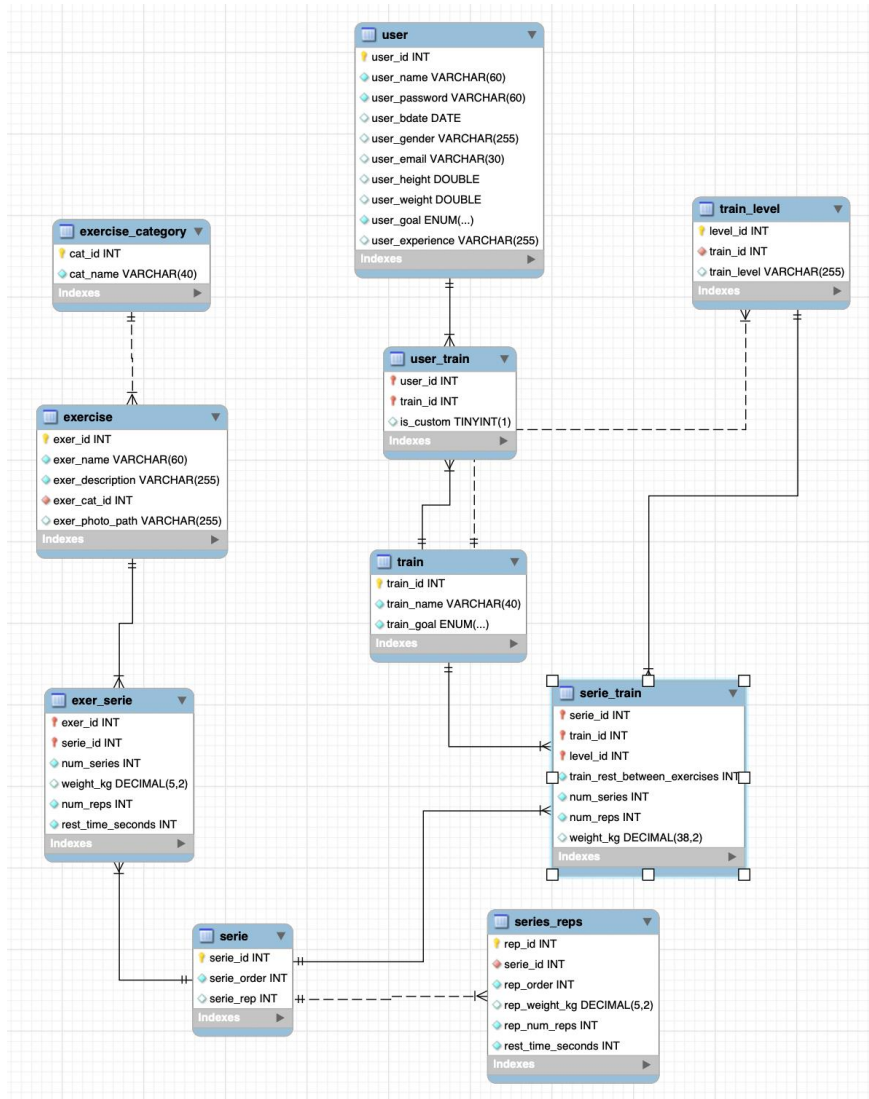 user
user_id INT
user_name VARCHAR(60)
user_password VARCHAR(60)
user_bdate DATE
user_gender VARCHAR(255)
user_email VARCHAR(30)
user_height DOUBLE
user_weight DOUBLE
user_goal ENUM(...)
user_experience VARCHAR(255)
Indexes
train_level
level_id INT
train_id INT
train_level VARCHAR(255)
Indexes
exercise_category
cat_id INT
cat_name VARCHAR(40)
Indexes
user_train
user_id INT
train_id INT
is_custom TINYINT(1)
Indexes
exercise
exer_id INT
exer_name VARCHAR(60)
exer_description VARCHAR(255)
exer_cat_id INT
exer_photo_path VARCHAR(255)
Indexes
train
train_id INT
train_name VARCHAR(40)
train_goal ENUM(...)
Indexes
exer_serie
exer_id INT
serie_id INT
num_series INT
weight_kg DECIMAL(5,2)
num_reps INT
rest_time_seconds INT
Indexes
serie_train
serie_id INT
train_id INT
level_id INT
train_rest_between_exercises INT
num_series INT
num_reps INT
weight_kg DECIMAL(38,2)
Indexes
serie
serie_id INT
serie_order INT
serie_rep INT
Indexes
series_reps
rep_id INT
serie_id INT
rep_order INT
rep_weight_kg DECIMAL(5,2)
rep_num_reps INT
rest_time_seconds INT
Indexes